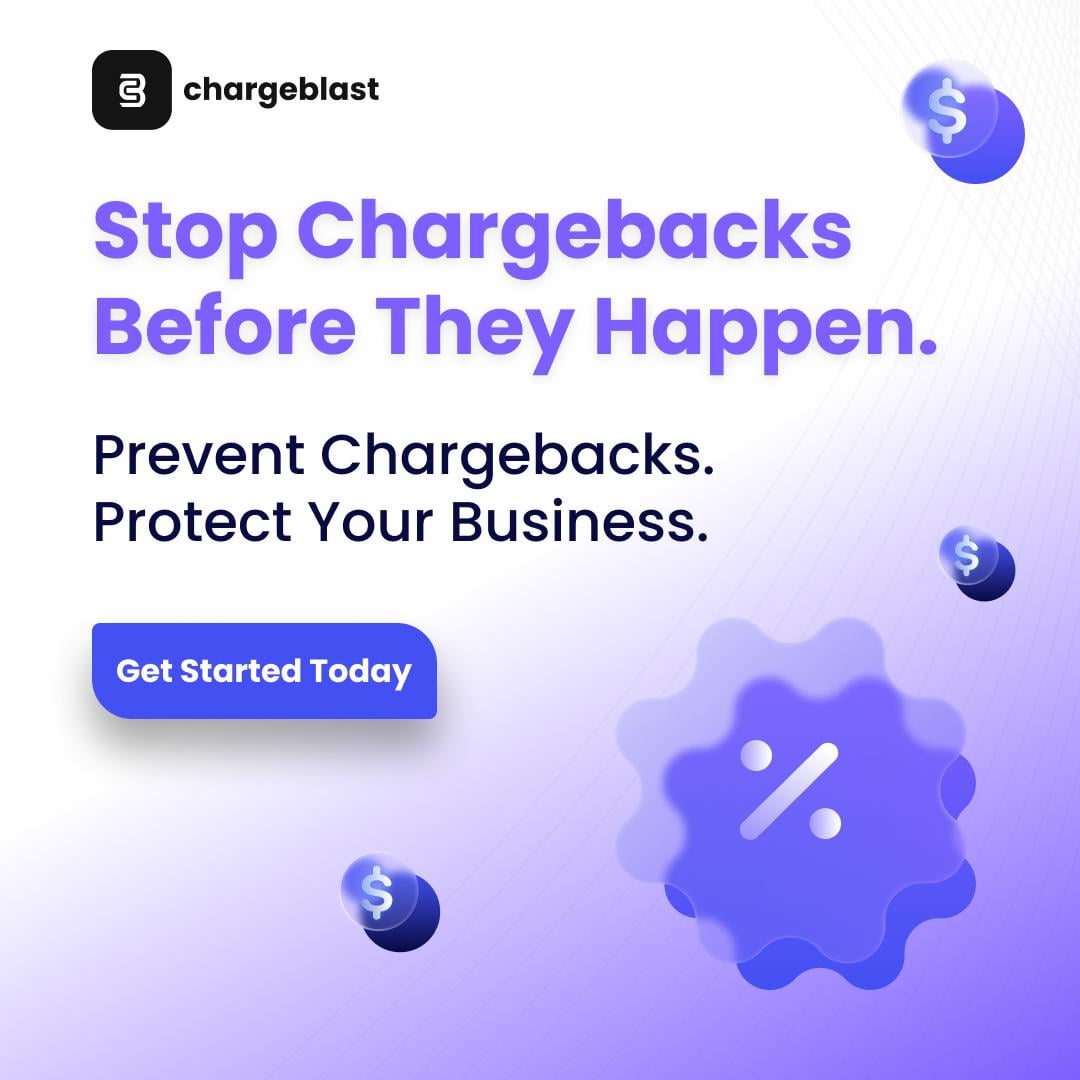 chargeblast
Stop Chargebacks
Before They Happen.
Prevent Chargebacks.
Protect Your Business.
Get Started Today
$
$
%
$